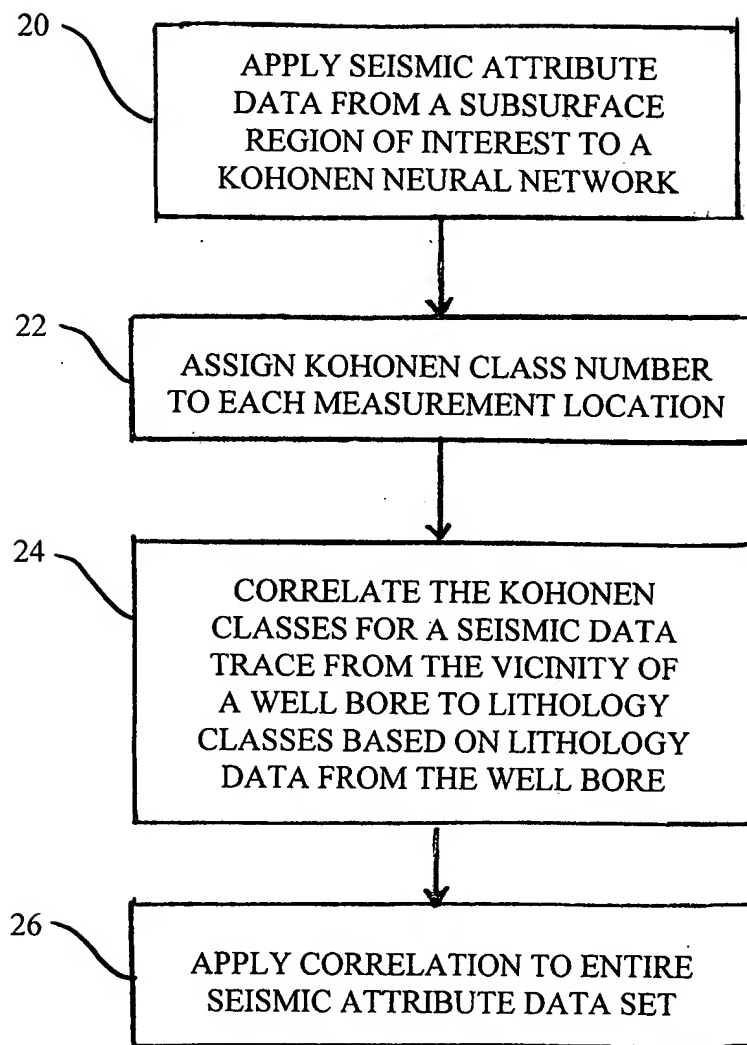 20
APPLY SEISMIC ATTRIBUTE
DATA FROM A SUBSURFACE
REGION OF INTEREST TO A
KOHONEN NEURAL NETWORK
22
ASSIGN KOHONEN CLASS NUMBER
TO EACH MEASUREMENT LOCATION
24
CORRELATE THE KOHONEN
CLASSES FOR A SEISMIC DATA
TRACE FROM THE VICINITY OF
A WELL BORE TO LITHOLOGY
CLASSES BASED ON LITHOLOGY
DATA FROM THE WELL BORE
26
APPLY CORRELATION TO ENTIRE
SEISMIC ATTRIBUTE DATA SET